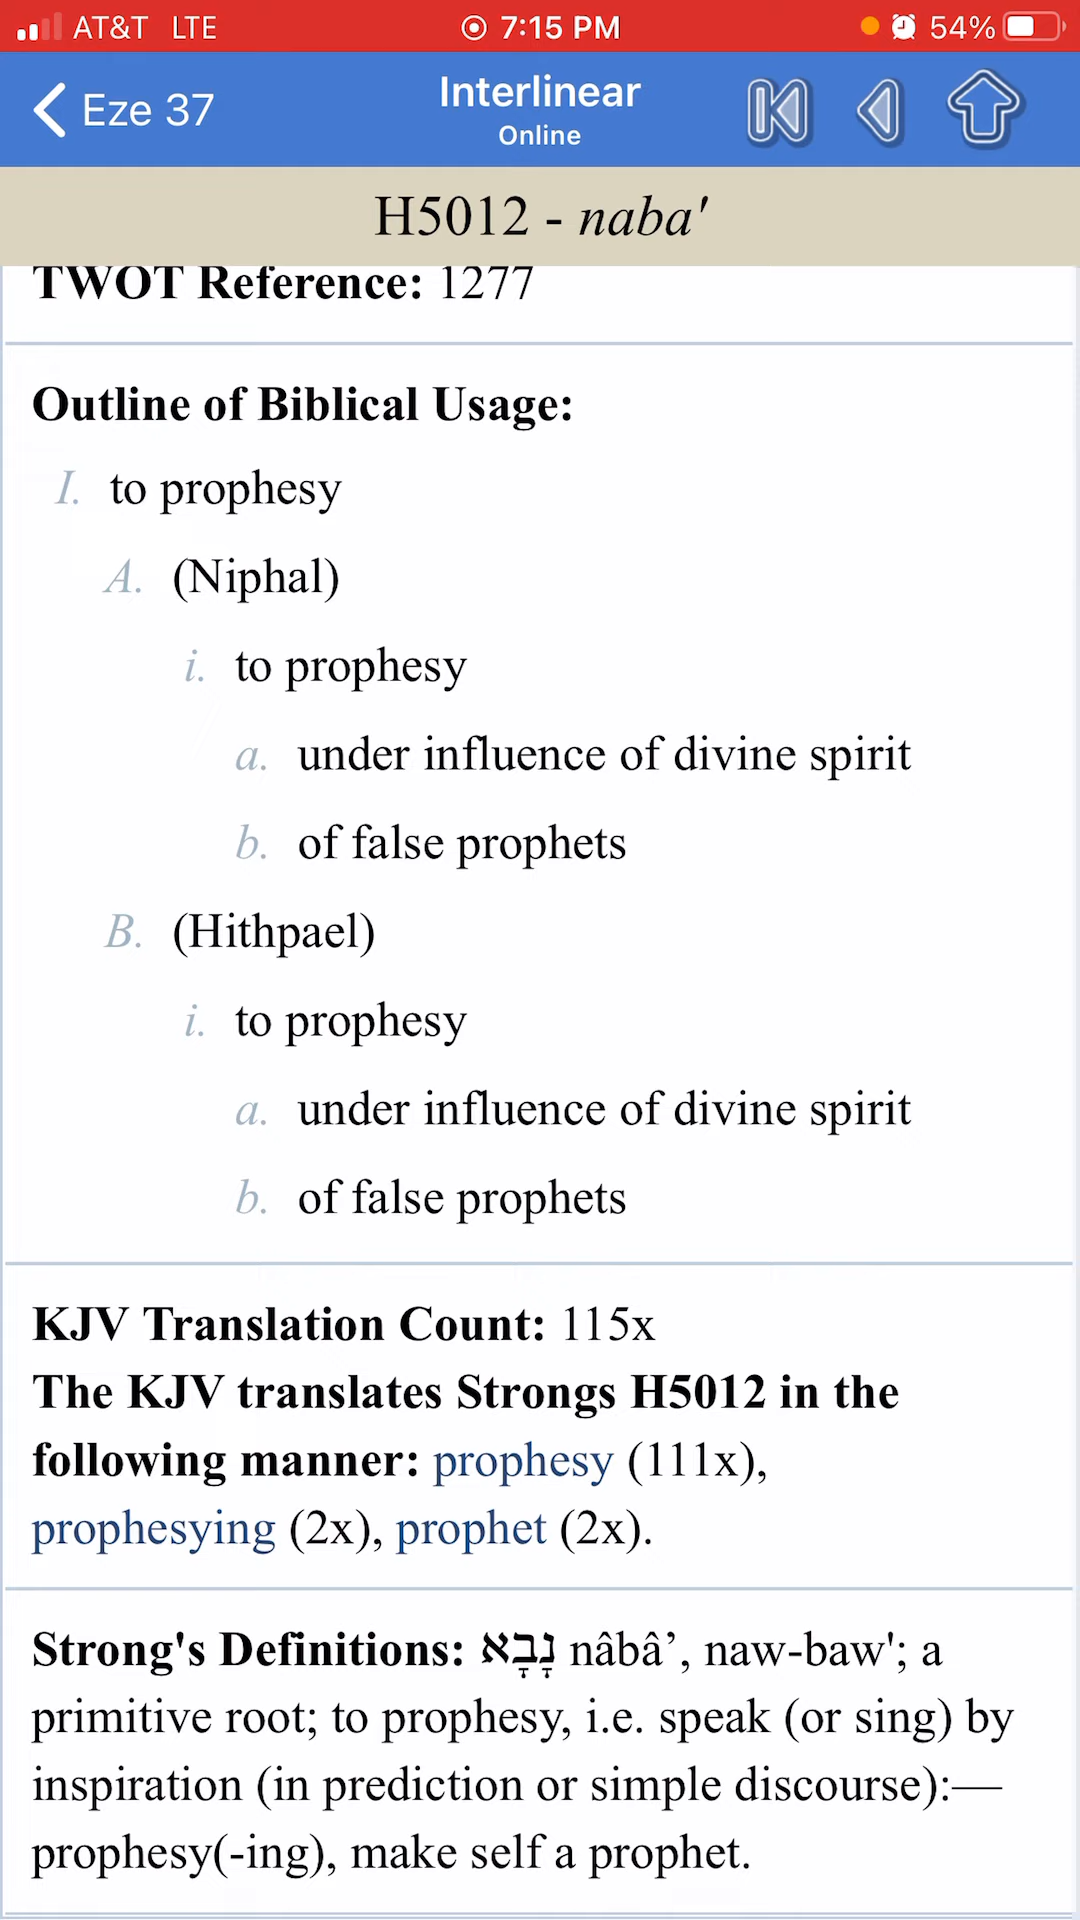 AT&T LTE 7:15 PM 54%
Eze 37 Interlinear
Online
H5012 - naba'
TWOT Reference: 1277
Outline of Biblical Usage:
I. to prophesy
A. (Niphal)
i. to prophesy
a. under influence of divine spirit
b. of false prophets
B. (Hithpael)
i. to prophesy
a. under influence of divine spirit
b. of false prophets
KJV Translation Count: 115x
The KJV translates Strongs H5012 in the
following manner: prophesy (111x),
prophesying (2x), prophet (2x).
Strong's Definitions: נָבָא nâbâʼ, naw-baw'; a
primitive root; to prophesy, i.e. speak (or sing) by
inspiration (in prediction or simple discourse):—
prophesy(-ing), make self a prophet.